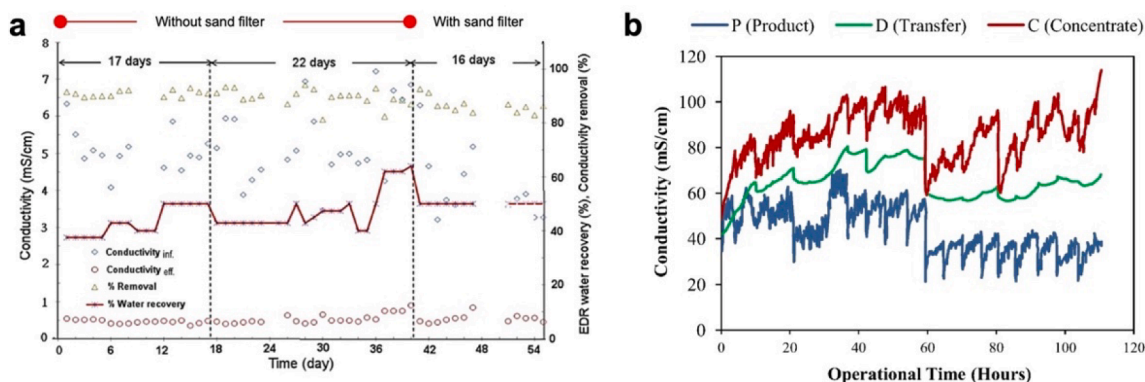 a
Without sand filter
With sand filter
17 days
22 days
16 days
Conductivity (mS/cm)
8
7
6
5
4
3
2
1
0
100
80
60
40
20
0
EDR water recovery (%), Conductivity removal (%)
Conductivity inf.
Conductivity eff.
% Removal
% Water recovery
0 6 12 18 24 30 36 42 48 54
Time (day)
b
P (Product) D (Transfer) C (Concentrate)
Conductivity (mS/cm)
120
100
80
60
40
20
0
0 20 40 60 80 100 120
Operational Time (Hours)